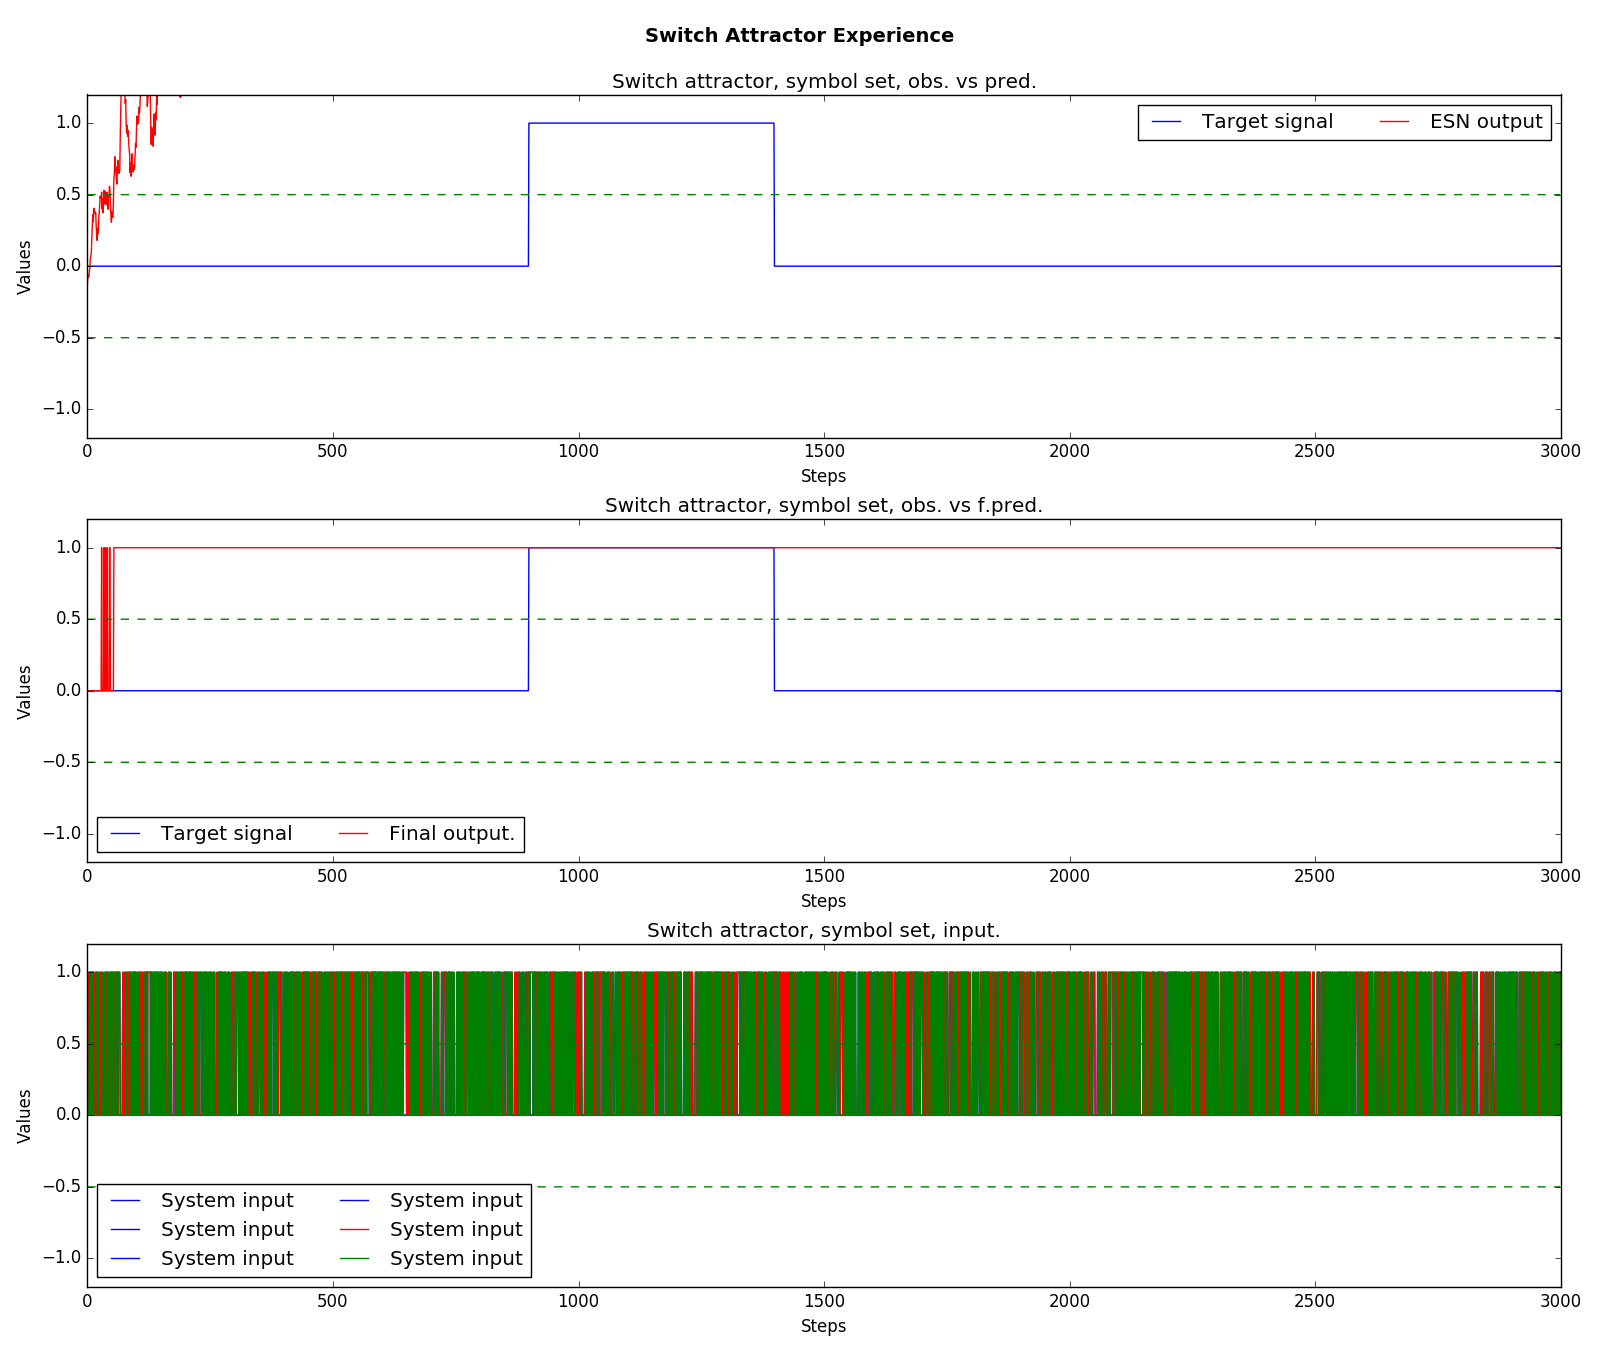 Switch Attractor Experience
Switch attractor, symbol set, obs. vs pred.
Values
1.0
0.5
0.0
−0.5
−1.0
Target signal ESN output
0 500 1000 1500 2000 2500 3000
Steps
Switch attractor, symbol set, obs. vs f.pred.
Values
1.0
0.5
0.0
−0.5
−1.0
Target signal Final output.
0 500 1000 1500 2000 2500 3000
Steps
Switch attractor, symbol set, input.
Values
1.0
0.5
0.0
−0.5
−1.0
System input System input
System input System input
System input System input
0 500 1000 1500 2000 2500 3000
Steps